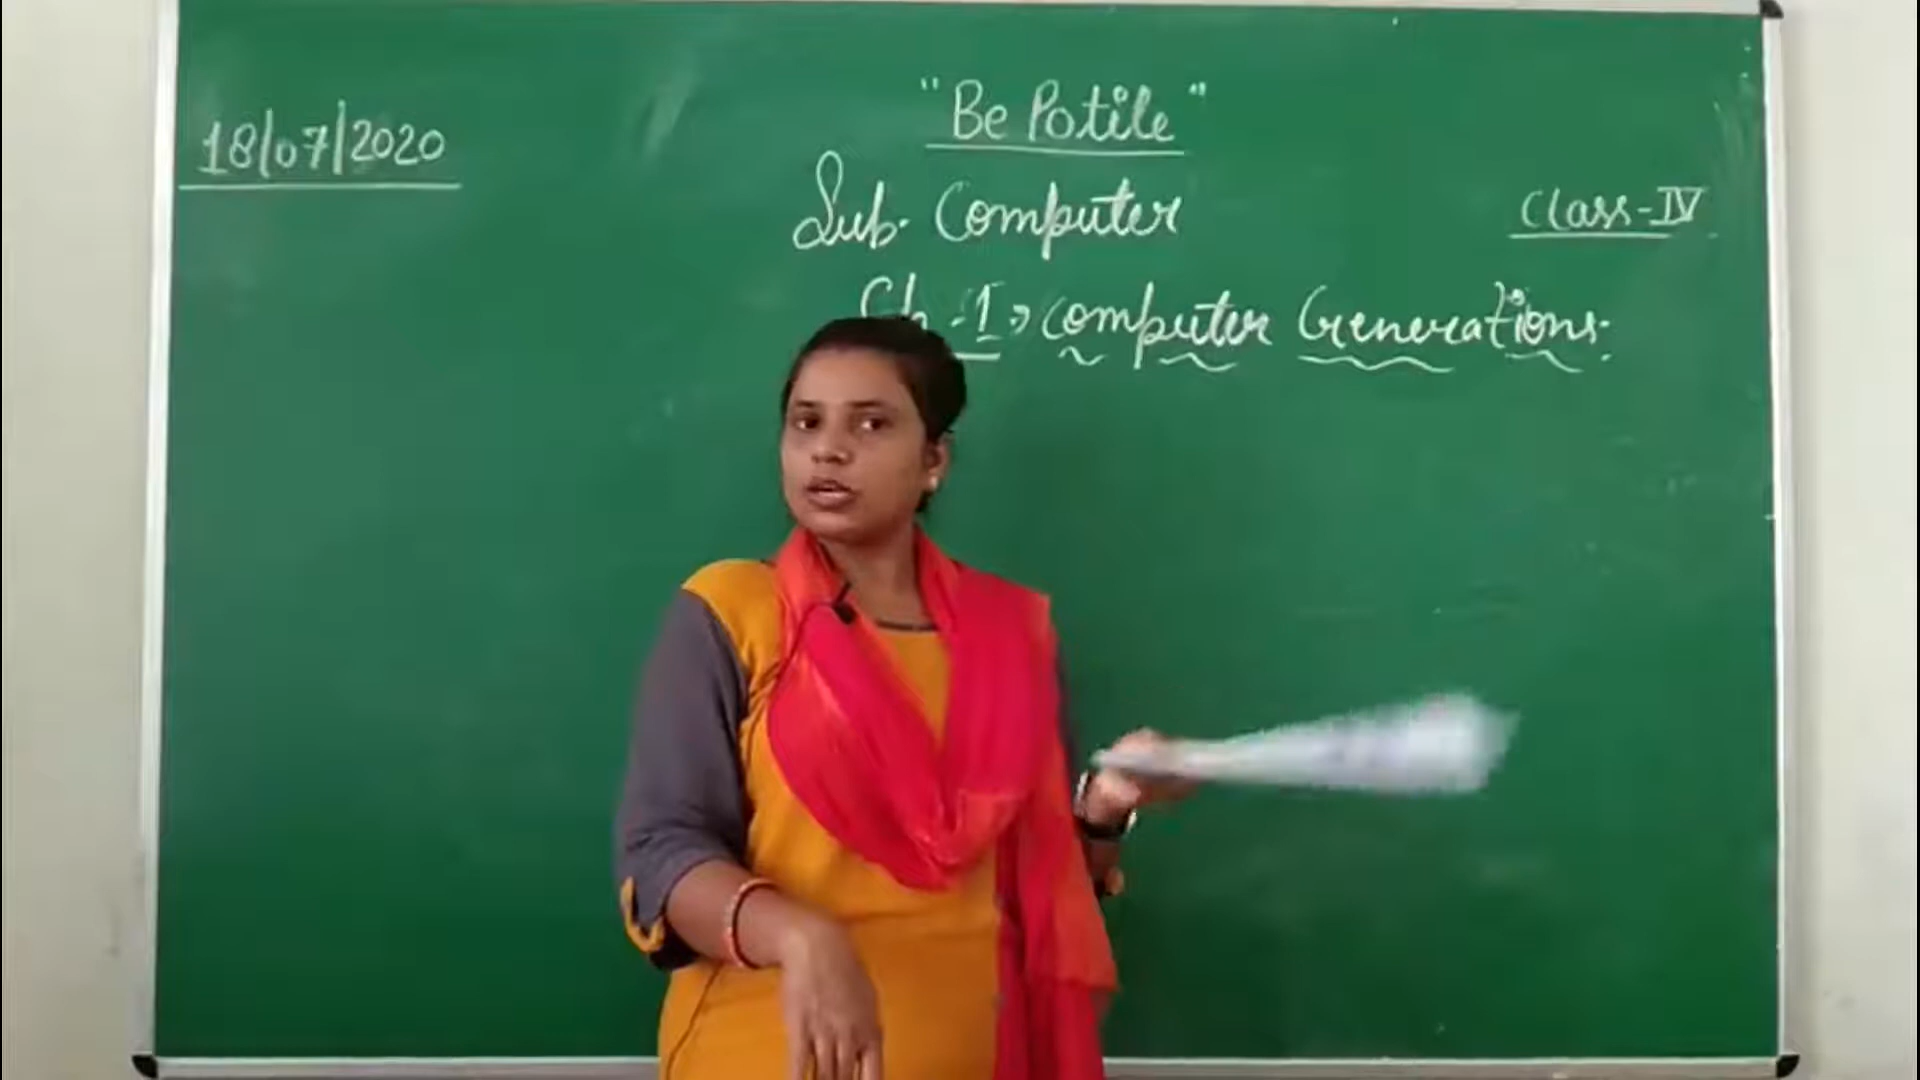 "Be Potile"
18/07/2020
Sub. Computer
Class-IV
Ch-1 Computer Generations.